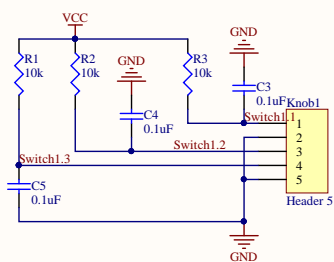 VCC
GND
R1
10k
R2
10k
R3
10k
GND
C3
0.1uF
Knob1
Switch1.1
C4
0.1uF
1
2
Switch1.2
3
Switch1.3
4
5
C5
0.1uF
Header 5
GND